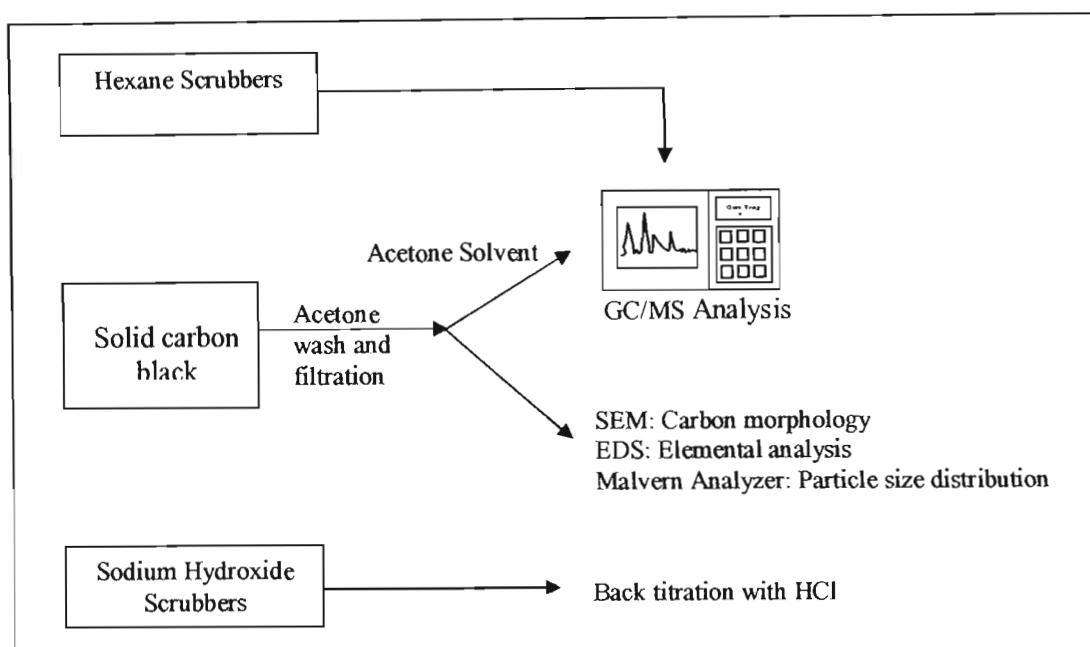 Hexane Scrubbers
Acetone Solvent
GC/MS Analysis
Solid carbon
black
Acetone
wash and
filtration
SEM: Carbon morphology
EDS: Elemental analysis
Malvern Analyzer: Particle size distribution
Sodium Hydroxide
Scrubbers
Back titration with HCl